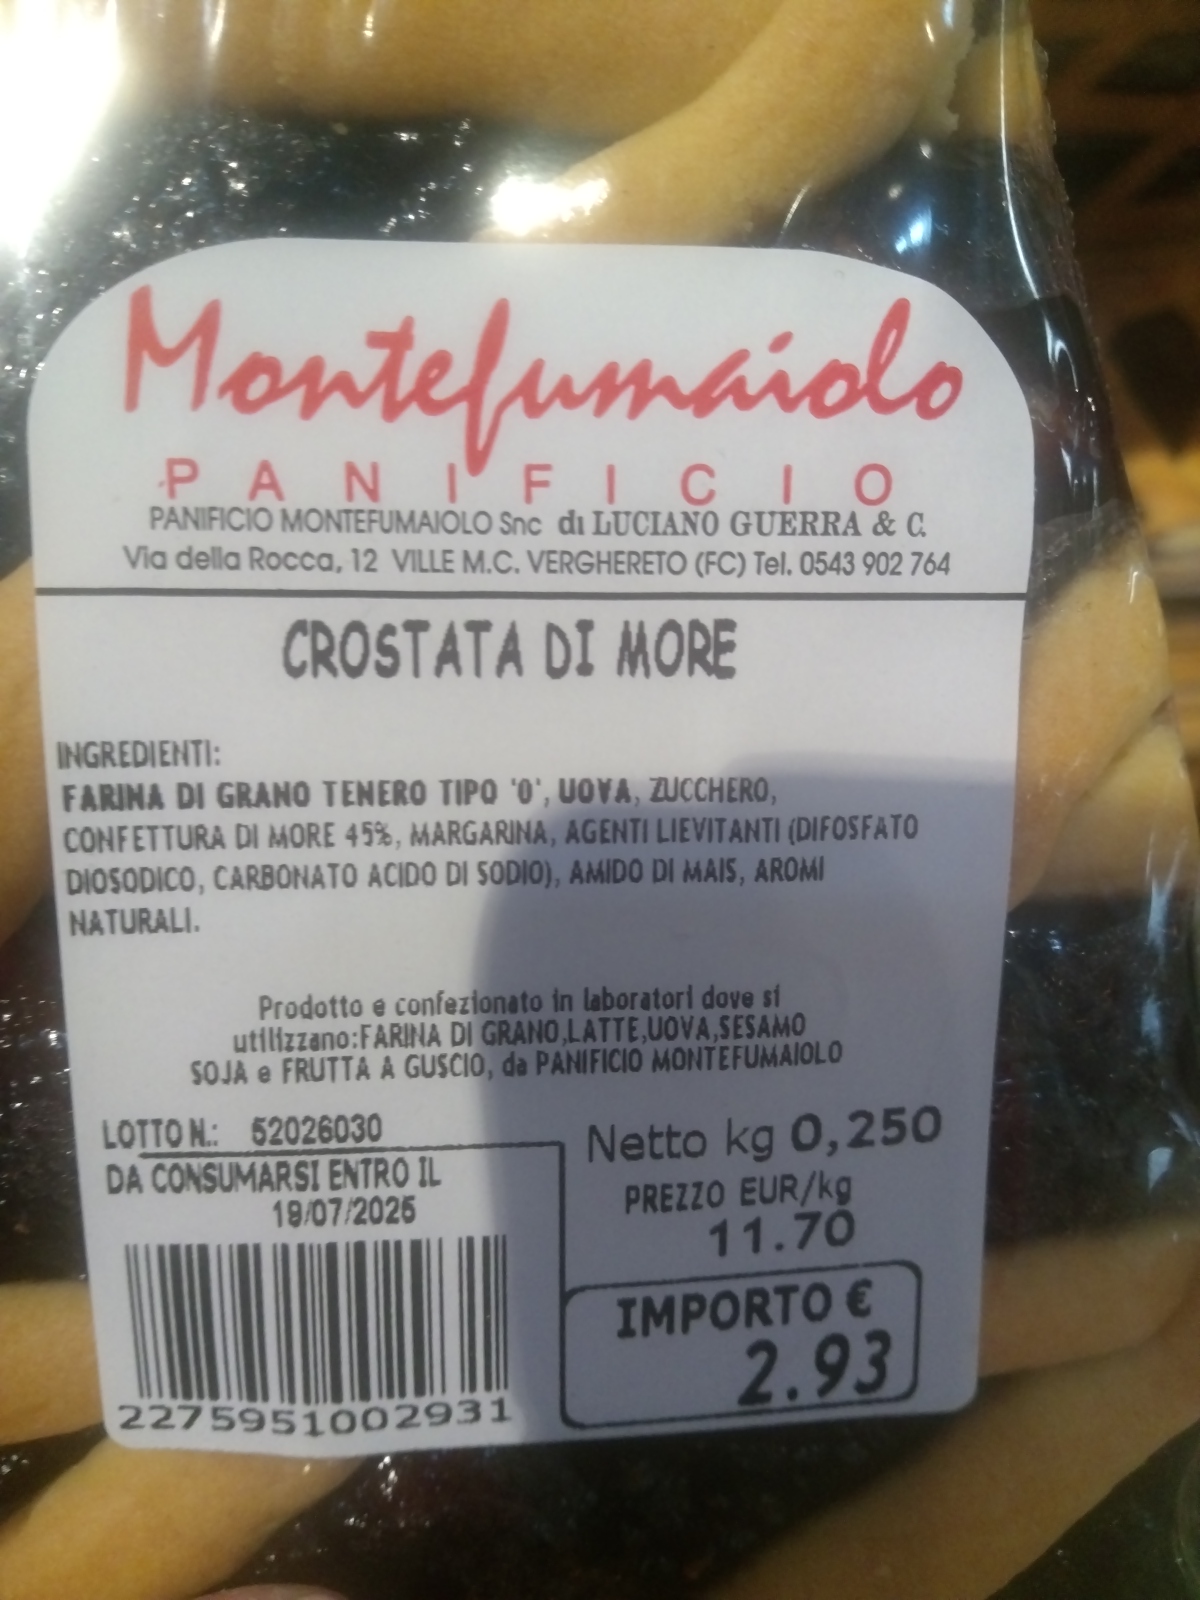 Montefumaiolo
PANIFICIO
PANIFICIO MONTEFUMAIOLO Snc di LUCIANO GUERRA & C.
Via della Rocca, 12 VILLE M.C. VERGHERETO (FC) Tel. 0543 902 764
CROSTATA DI MORE
INGREDIENTI:
FARINA DI GRANO TENERO TIPO '0', UOVA, ZUCCHERO,
CONFETTURA DI MORE 45%, MARGARINA, AGENTI LIEVITANTI (DIFOSFATO
DIOSODICO, CARBONATO ACIDO DI SODIO), AMIDO DI MAIS, AROMI
NATURALI.
Prodotto e confezionato in laboratori dove si
utilizzano:FARINA DI GRANO,LATTE,UOVA,SESAMO
SOJA e FRUTTA A GUSCIO, da PANIFICIO MONTEFUMAIOLO
LOTTO N.: 52026030
DA CONSUMARSI ENTRO IL
19/07/2025
2275951002931
Netto kg 0,250
PREZZO EUR/kg
11.70
IMPORTO €
2.93